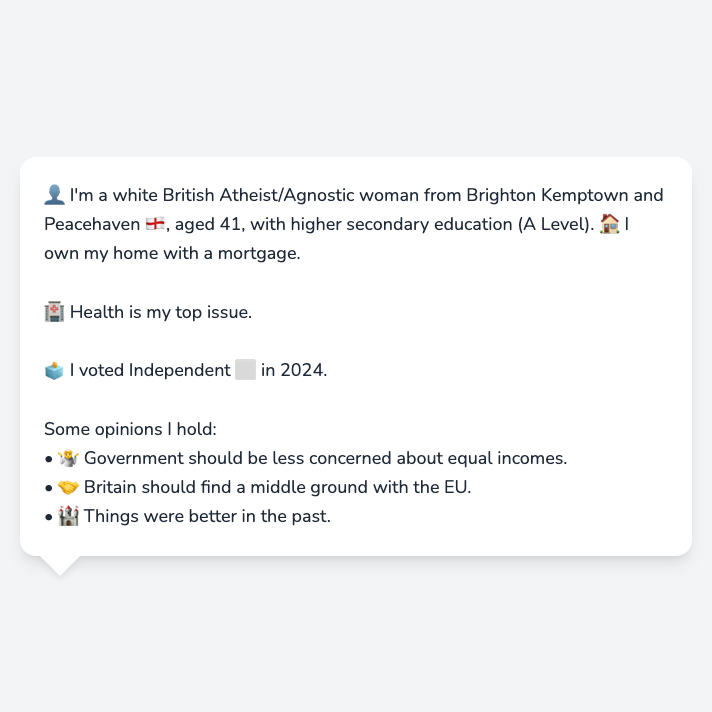 👤 I'm a white British Atheist/Agnostic woman from Brighton Kemptown and
Peacehaven 🏴󠁧󠁢󠁥󠁮󠁧󠁿, aged 41, with higher secondary education (A Level). 🏠 I
own my home with a mortgage.
🏥 Health is my top issue.
🗳️ I voted Independent ⬜ in 2024.
Some opinions I hold:
• 🤷 Government should be less concerned about equal incomes.
• 🤝 Britain should find a middle ground with the EU.
• 🏰 Things were better in the past.